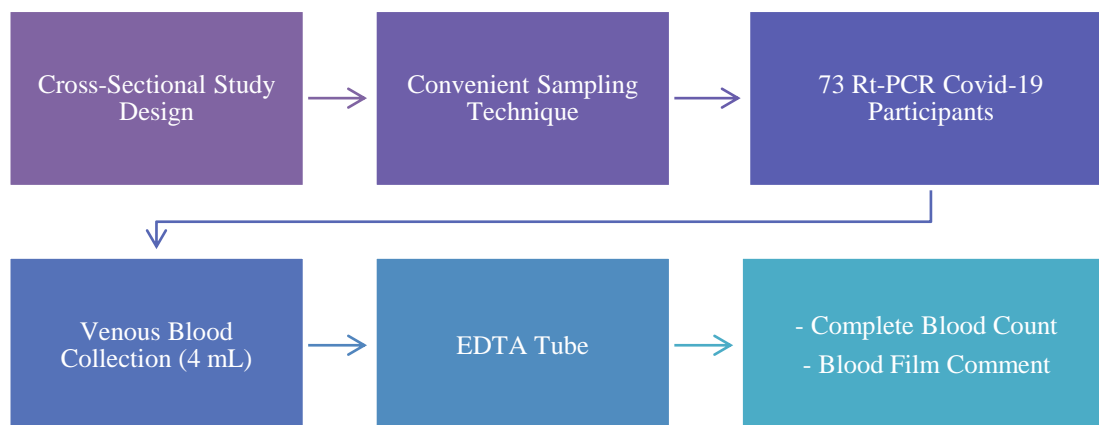 Cross-Sectional Study
Design
Convenient Sampling
Technique
73 Rt-PCR Covid-19
Participants
Venous Blood
Collection (4 mL)
EDTA Tube
- Complete Blood Count
- Blood Film Comment